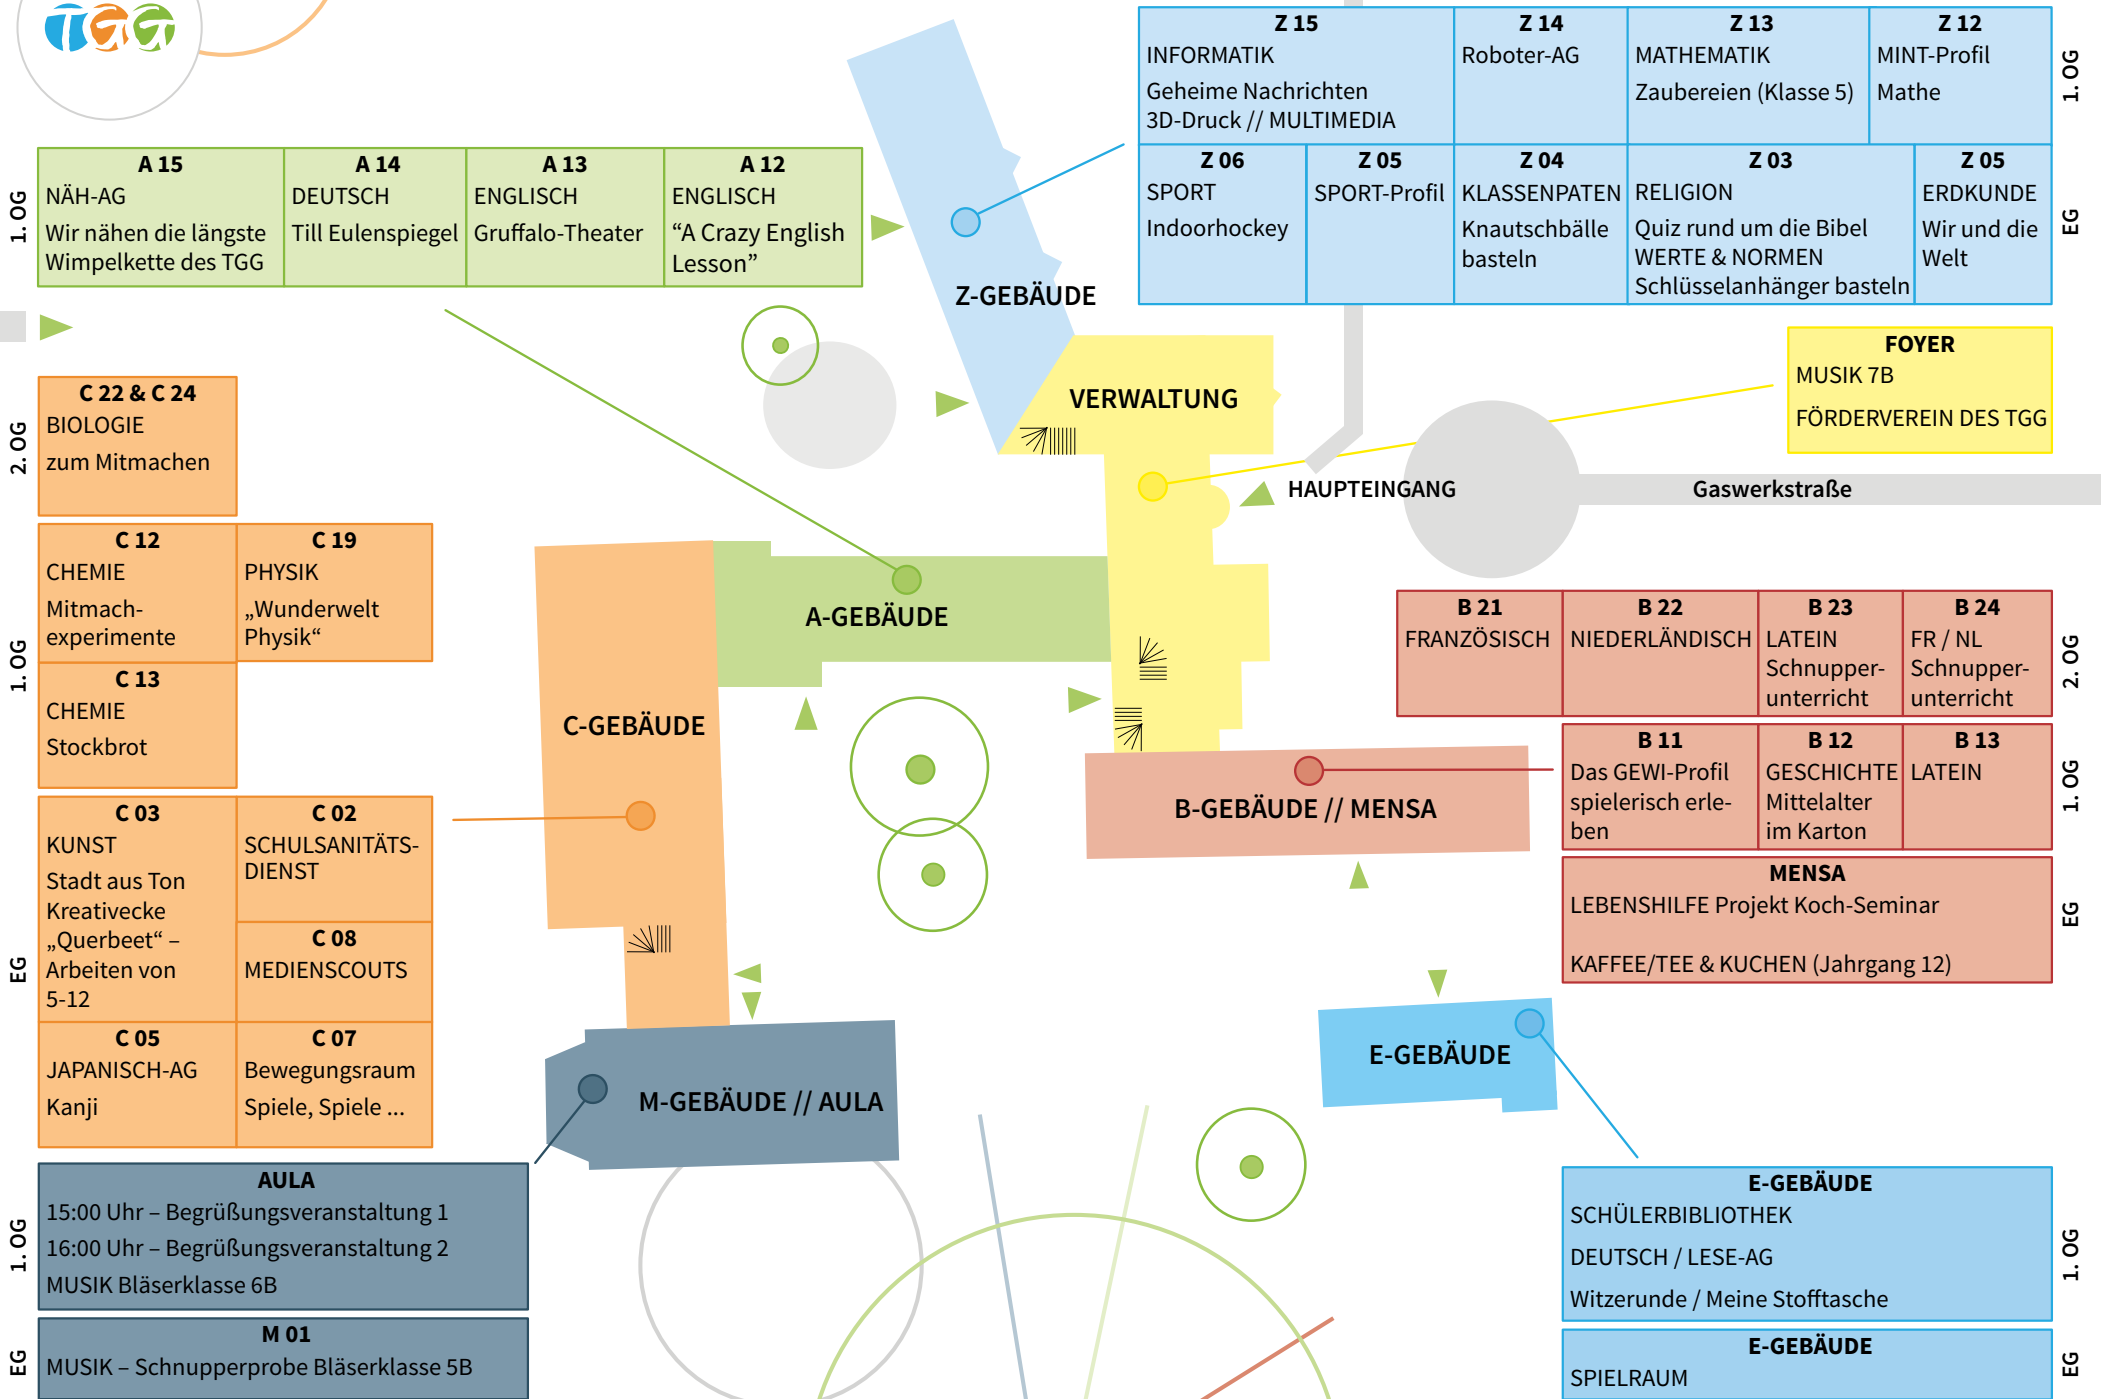 TGG
Z 15
INFORMATIK
Geheime Nachrichten
3D-Druck // MULTIMEDIA
Z 14
Roboter-AG
Z 13
MATHEMATIK
Zaubereien (Klasse 5)
Z 12
MINT-Profil
Mathe
1. OG
Z 06
SPORT
Indoorhockey
Z 05
SPORT-Profil
Z 04
KLASSENPATEN
Knautschbälle
basteln
Z 03
RELIGION
Quiz rund um die Bibel
WERTE & NORMEN
Schlüsselanhänger basteln
Z 05
ERDKUNDE
Wir und die
Welt
EG
1. OG
A 15
NÄH-AG
Wir nähen die längste
Wimpelkette des TGG
A 14
DEUTSCH
Till Eulenspiegel
A 13
ENGLISCH
Gruffalo-Theater
A 12
ENGLISCH
“A Crazy English
Lesson”
Z-GEBÄUDE
VERWALTUNG
FOYER
MUSIK 7B
FÖRDERVEREIN DES TGG
HAUPTEINGANG
Gaswerkstraße
2. OG
C 22 & C 24
BIOLOGIE
zum Mitmachen
1. OG
C 12
CHEMIE
Mitmach-
experimente
C 19
PHYSIK
„Wunderwelt
Physik“
C 13
CHEMIE
Stockbrot
A-GEBÄUDE
C-GEBÄUDE
B 21
FRANZÖSISCH
B 22
NIEDERLÄNDISCH
B 23
LATEIN
Schnupper-
unterricht
B 24
FR / NL
Schnupper-
unterricht
2. OG
B 11
Das GEWI-Profil
spielerisch erle-
ben
B 12
GESCHICHTE
Mittelalter
im Karton
B 13
LATEIN
1. OG
B-GEBÄUDE // MENSA
MENSA
LEBENSHILFE Projekt Koch-Seminar
KAFFEE/TEE & KUCHEN (Jahrgang 12)
EG
EG
C 03
KUNST
Stadt aus Ton
Kreativecke
„Querbeet“ –
Arbeiten von
5-12
C 02
SCHULSANITÄTS-
DIENST
C 08
MEDIENSCOUTS
C 05
JAPANISCH-AG
Kanji
C 07
Bewegungsraum
Spiele, Spiele ...
E-GEBÄUDE
M-GEBÄUDE // AULA
1. OG
AULA
15:00 Uhr – Begrüßungsveranstaltung 1
16:00 Uhr – Begrüßungsveranstaltung 2
MUSIK Bläserklasse 6B
EG
M 01
MUSIK – Schnupperprobe Bläserklasse 5B
E-GEBÄUDE
SCHÜLERBIBLIOTHEK
DEUTSCH / LESE-AG
Witzerunde / Meine Stofftasche
1. OG
E-GEBÄUDE
SPIELRAUM
EG